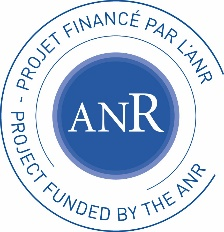 - PROJET FINANCÉ PAR L'ANR
ANR
- PROJECT FUNDED BY THE ANR